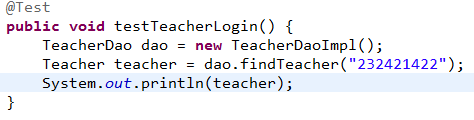 @Test
public void testTeacherLogin() {
    TeacherDao dao = new TeacherDaoImpl();
    Teacher teacher = dao.findTeacher("232421422");
    System.out.println(teacher);
}